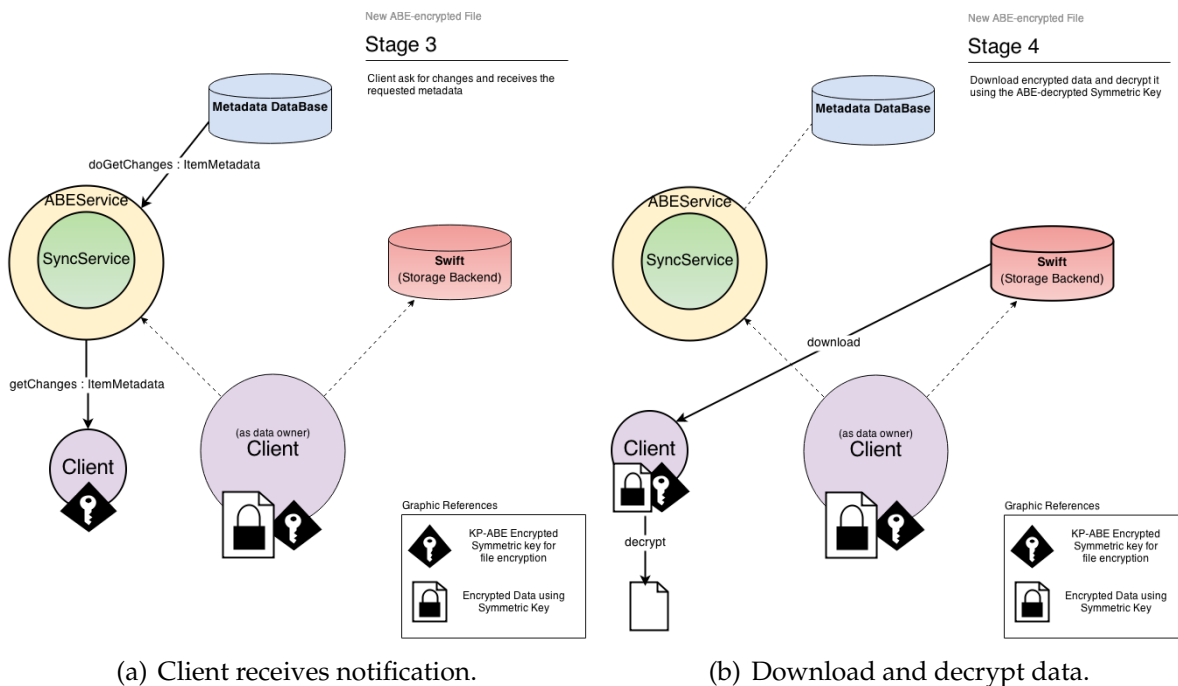 New ABE-encrypted File
Stage 3
Client ask for changes and receives the
requested metadata
Metadata DataBase
doGetChanges : ItemMetadata
ABEService
SyncService
Swift
(Storage Backend)
getChanges : ItemMetadata
Client
(as data owner)
Client
Graphic References
KP-ABE Encrypted
Symmetric key for
file encryption
Encrypted Data using
Symmetric Key
(a) Client receives notification.
New ABE-encrypted File
Stage 4
Download encrypted data and decrypt it
using the ABE-decrypted Symmetric Key
Metadata DataBase
ABEService
SyncService
Swift
(Storage Backend)
download
Client
(as data owner)
Client
decrypt
Graphic References
KP-ABE Encrypted
Symmetric key for
file encryption
Encrypted Data using
Symmetric Key
(b) Download and decrypt data.